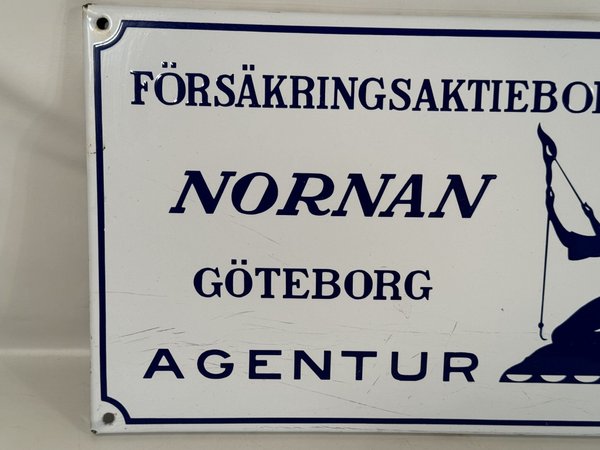 FÖRSÄKRINGSAKTIEBO
NORNAN
GÖTEBORG
AGENTUR